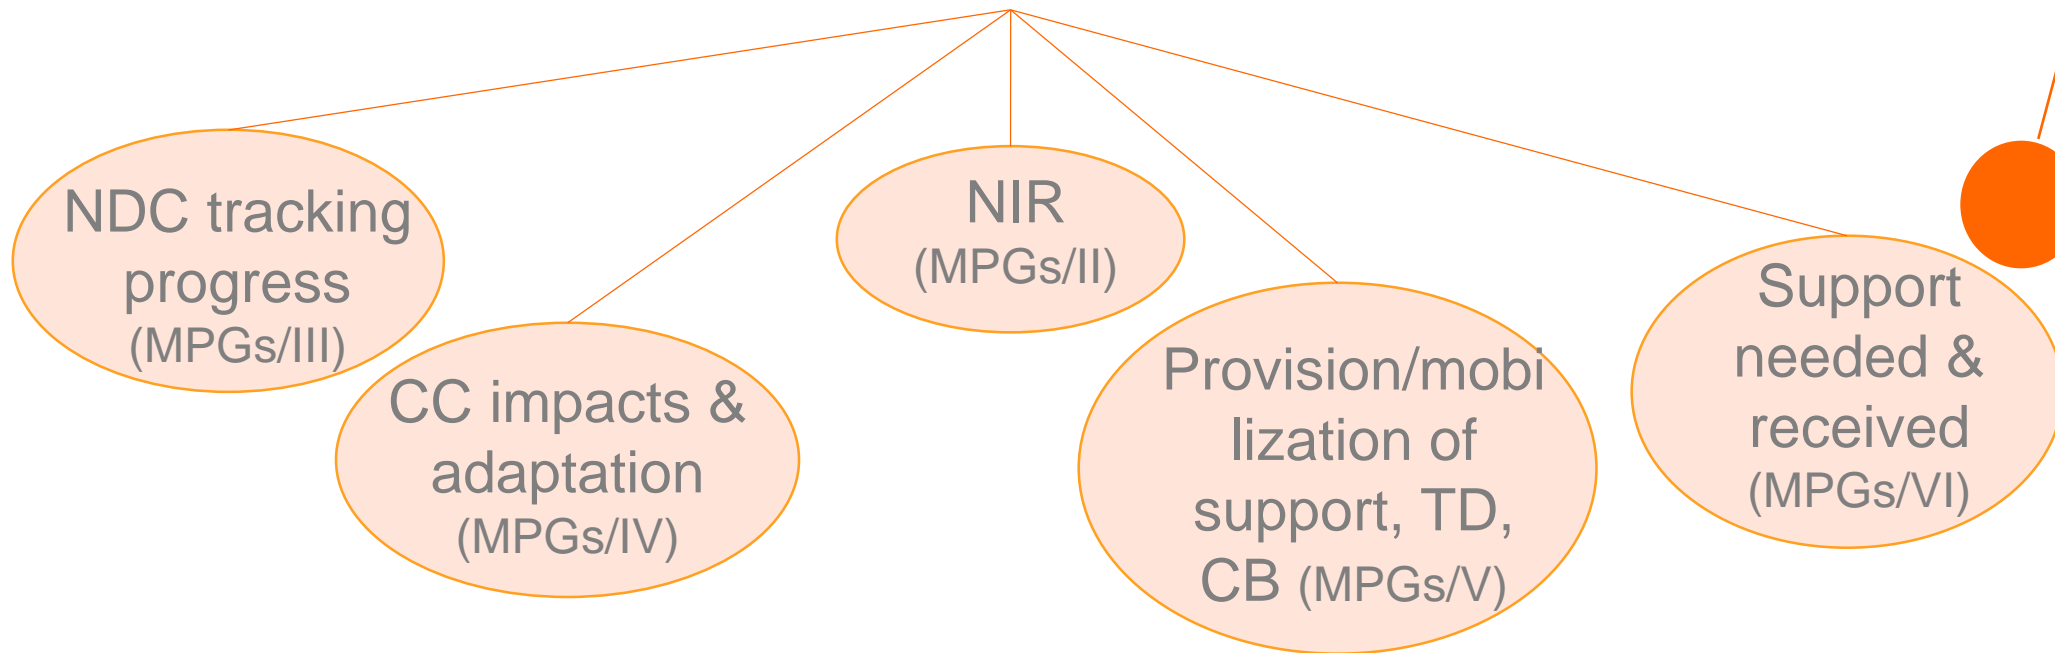 NDC tracking
progress
(MPGs/III)
CC impacts &
adaptation
(MPGs/IV)
NIR
(MPGs/II)
Provision/mobi
lization of
support, TD,
CB (MPGs/V)
Support
needed &
received
(MPGs/VI)